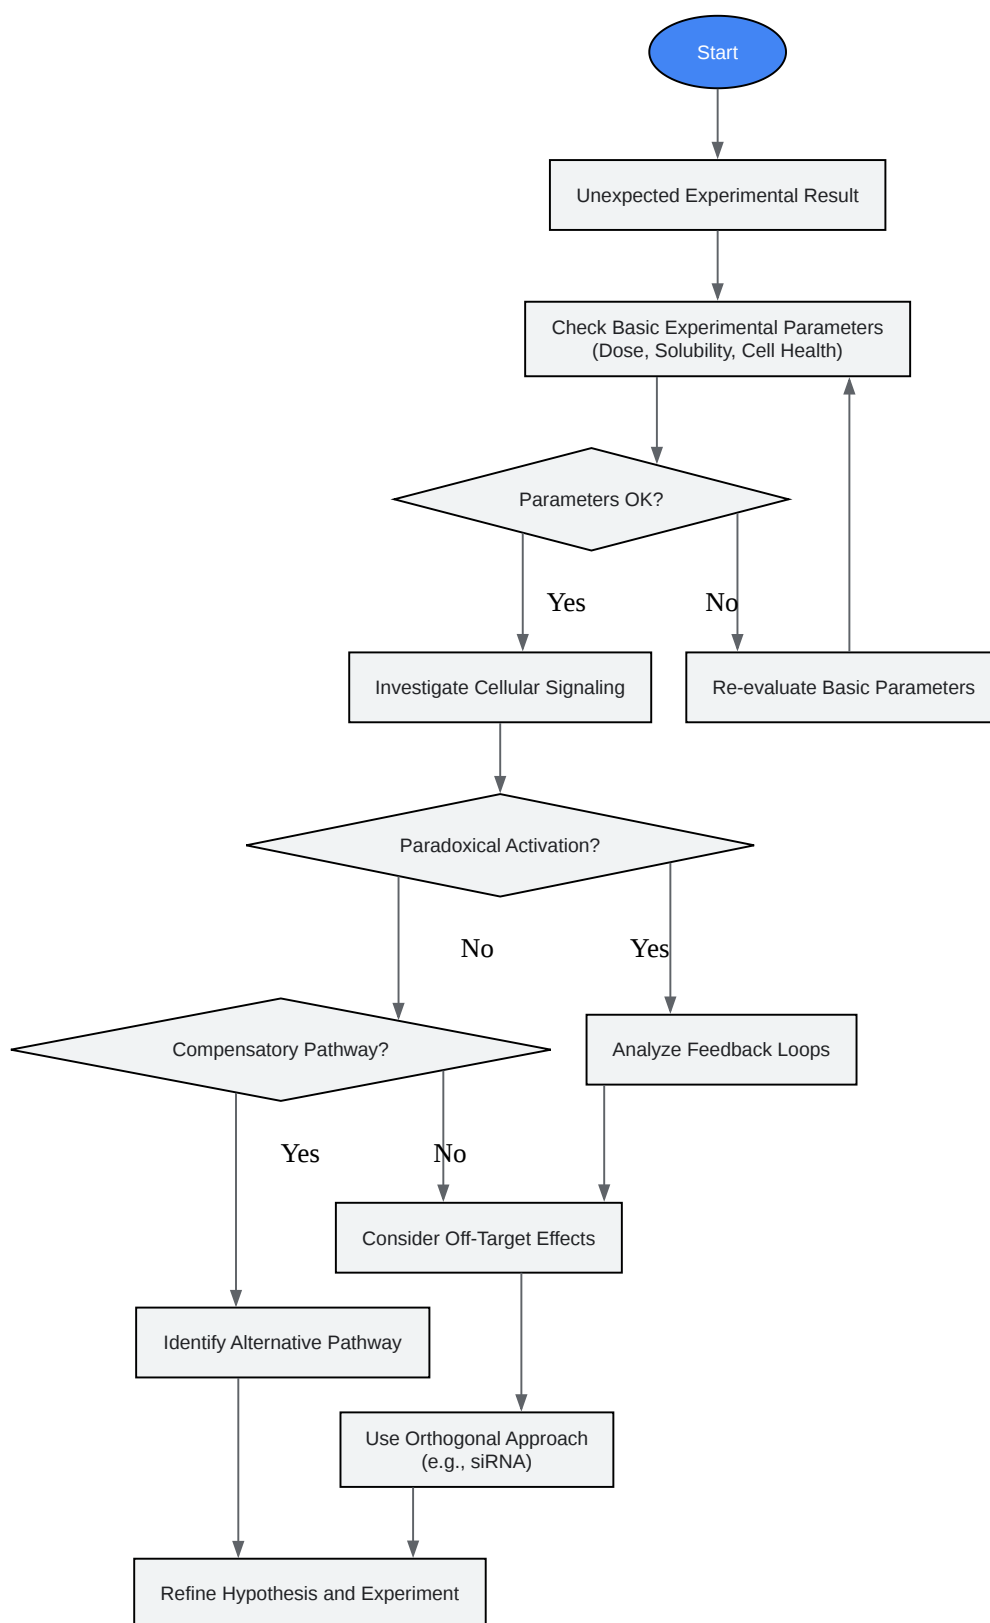 Start
Unexpected Experimental Result
Check Basic Experimental Parameters
(Dose, Solubility, Cell Health)
Parameters OK?
Yes
No
Investigate Cellular Signaling
Re-evaluate Basic Parameters
Paradoxical Activation?
No
Yes
Compensatory Pathway?
Analyze Feedback Loops
Yes
No
Consider Off-Target Effects
Identify Alternative Pathway
Use Orthogonal Approach
(e.g., siRNA)
Refine Hypothesis and Experiment